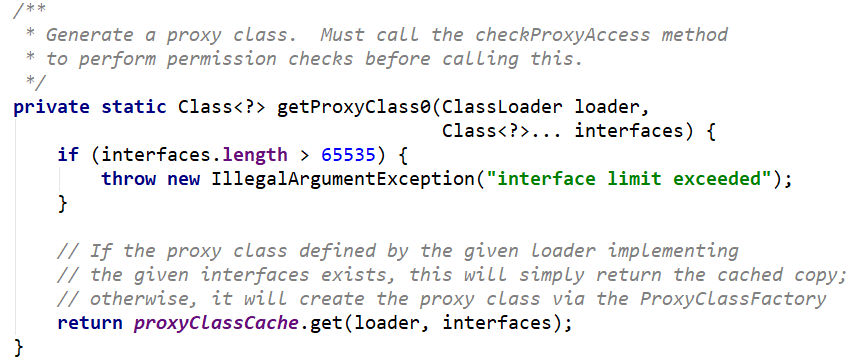 /**
 * Generate a proxy class.  Must call the checkProxyAccess method
 * to perform permission checks before calling this.
 */
private static Class<?> getProxyClass0(ClassLoader loader,
                                       Class<?>... interfaces) {
    if (interfaces.length > 65535) {
        throw new IllegalArgumentException("interface limit exceeded");
    }

    // If the proxy class defined by the given loader implementing
    // the given interfaces exists, this will simply return the cached copy;
    // otherwise, it will create the proxy class via the ProxyClassFactory
    return proxyClassCache.get(loader, interfaces);
}